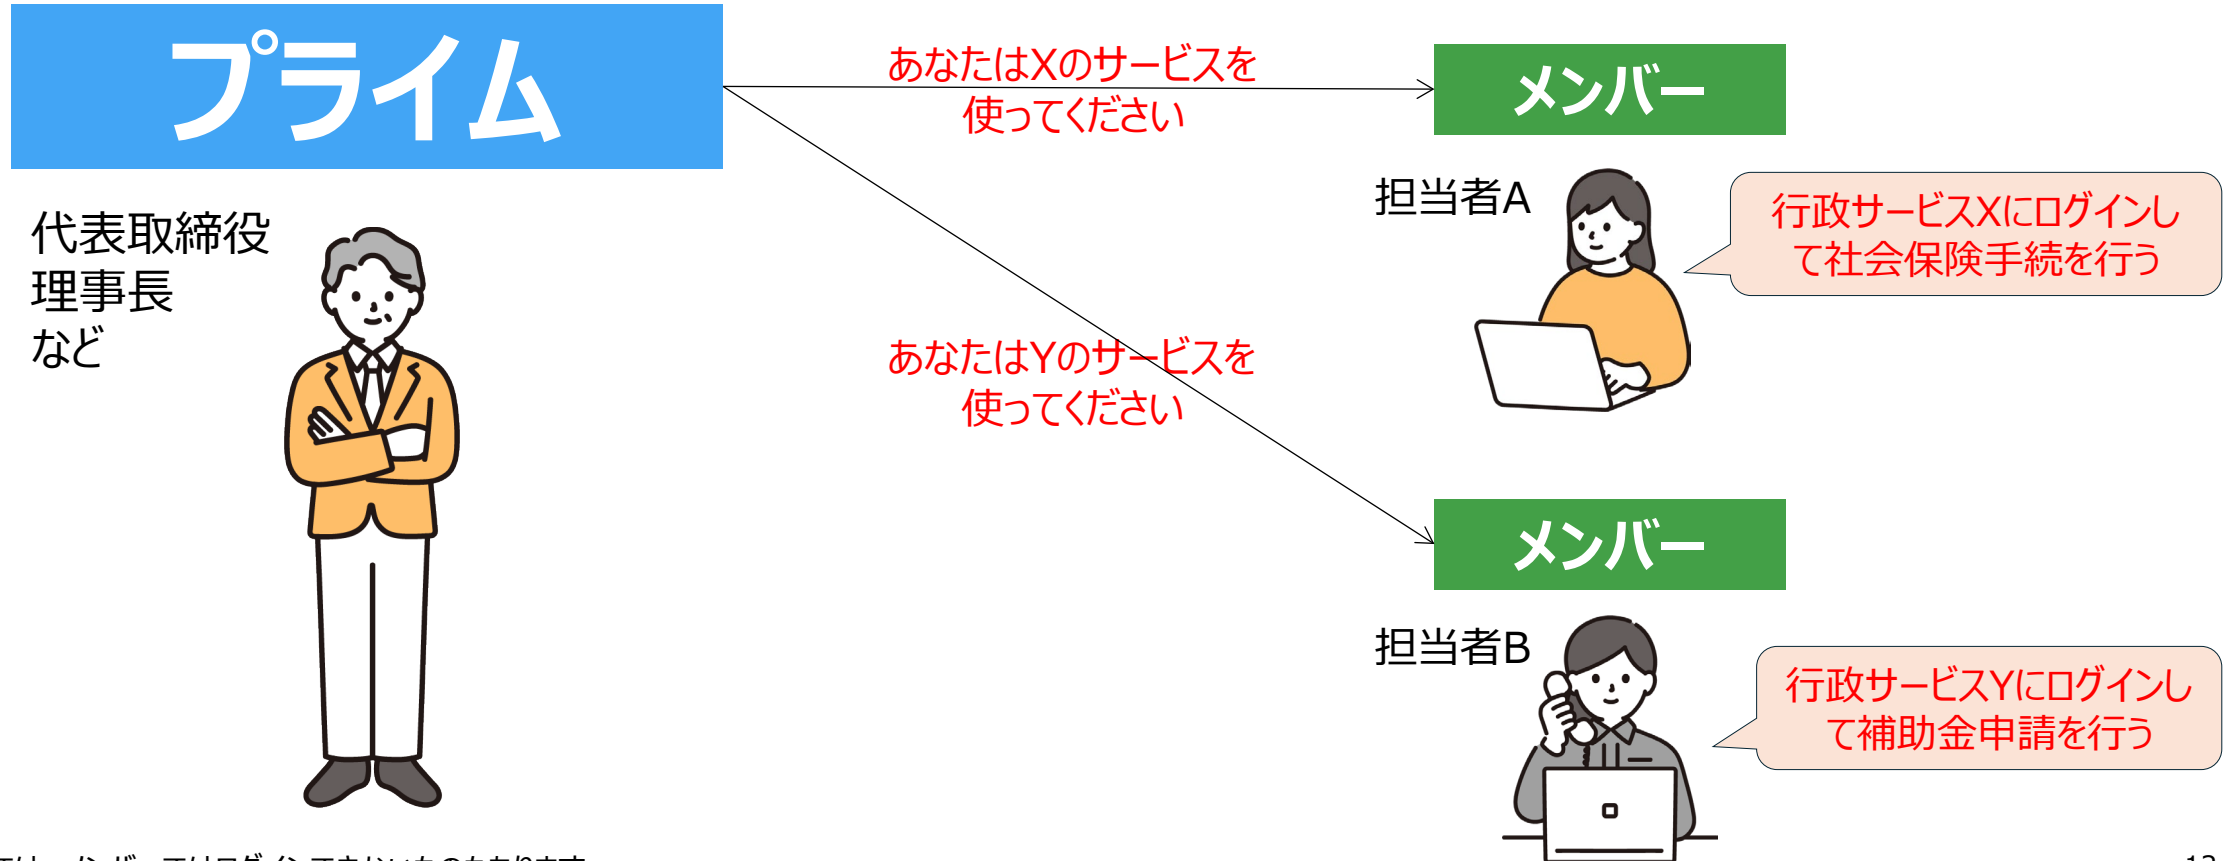 プライム
代表取締役
理事長
など
あなたはXのサービスを
使ってください
メンバー
担当者A
行政サービスXにログインし
て社会保険手続を行う
あなたはYのサービスを
使ってください
メンバー
担当者B
行政サービスYにログインし
て補助金申請を行う